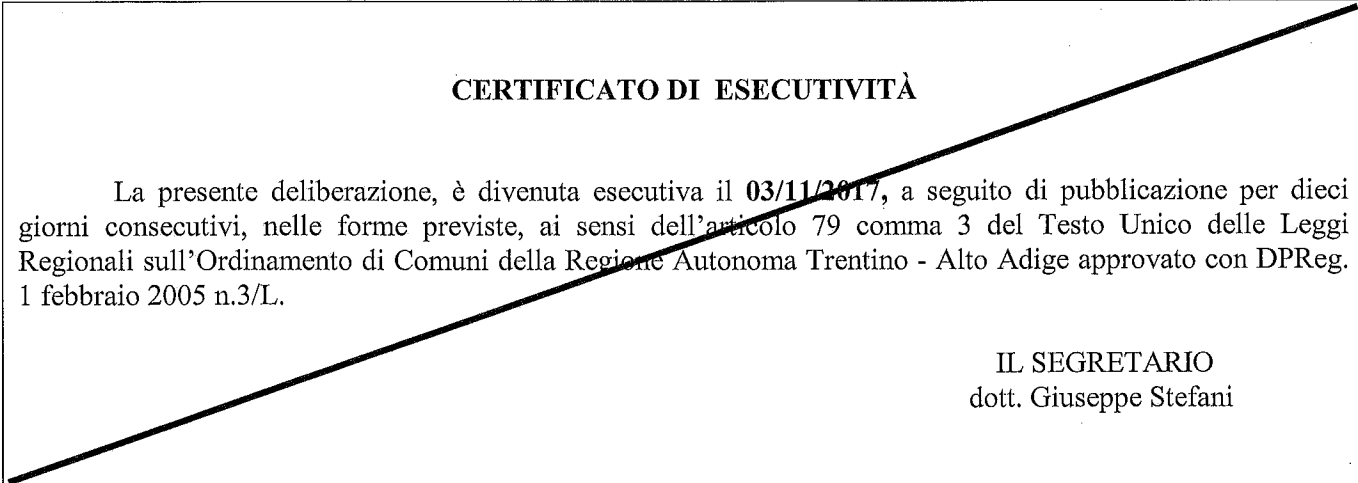 CERTIFICATO DI ESECUTIVITÀ
La presente deliberazione, è divenuta esecutiva il 03/11/2017, a seguito di pubblicazione per dieci
giorni consecutivi, nelle forme previste, ai sensi dell'articolo 79 comma 3 del Testo Unico delle Leggi
Regionali sull'Ordinamento di Comuni della Regione Autonoma Trentino - Alto Adige approvato con DPReg.
1 febbraio 2005 n.3/L.
IL SEGRETARIO
dott. Giuseppe Stefani